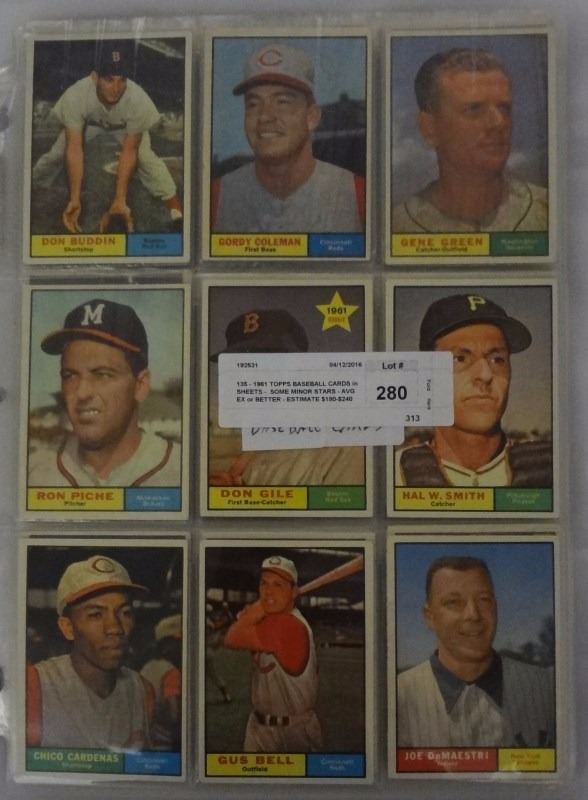 B
DON BUDDIN
Shortstop
Boston
Red Sox
C
GORDY COLEMAN
First Base
Cincinnati
Reds
GENE GREEN
Catcher-Outfield
Washington
Senators
M
RON PICHE
Pitcher
Milwaukee
Braves
B
1961
ROOKIE
192531 04/12/2016 Lot #
135 - 1961 TOPPS BASEBALL CARDS in
SHEETS - SOME MINOR STARS - AVG
EX or BETTER - ESTIMATE $180-$240
280
313
BASEBALL CARDS
DON GILE
First Base-Catcher
Boston
Red Sox
P
HAL W. SMITH
Catcher
Pittsburgh
Pirates
C
CHICO CARDENAS
Shortstop
Cincinnati
Reds
C
GUS BELL
Outfield
Cincinnati
Reds
JOE DeMAESTRI
Infield
New York